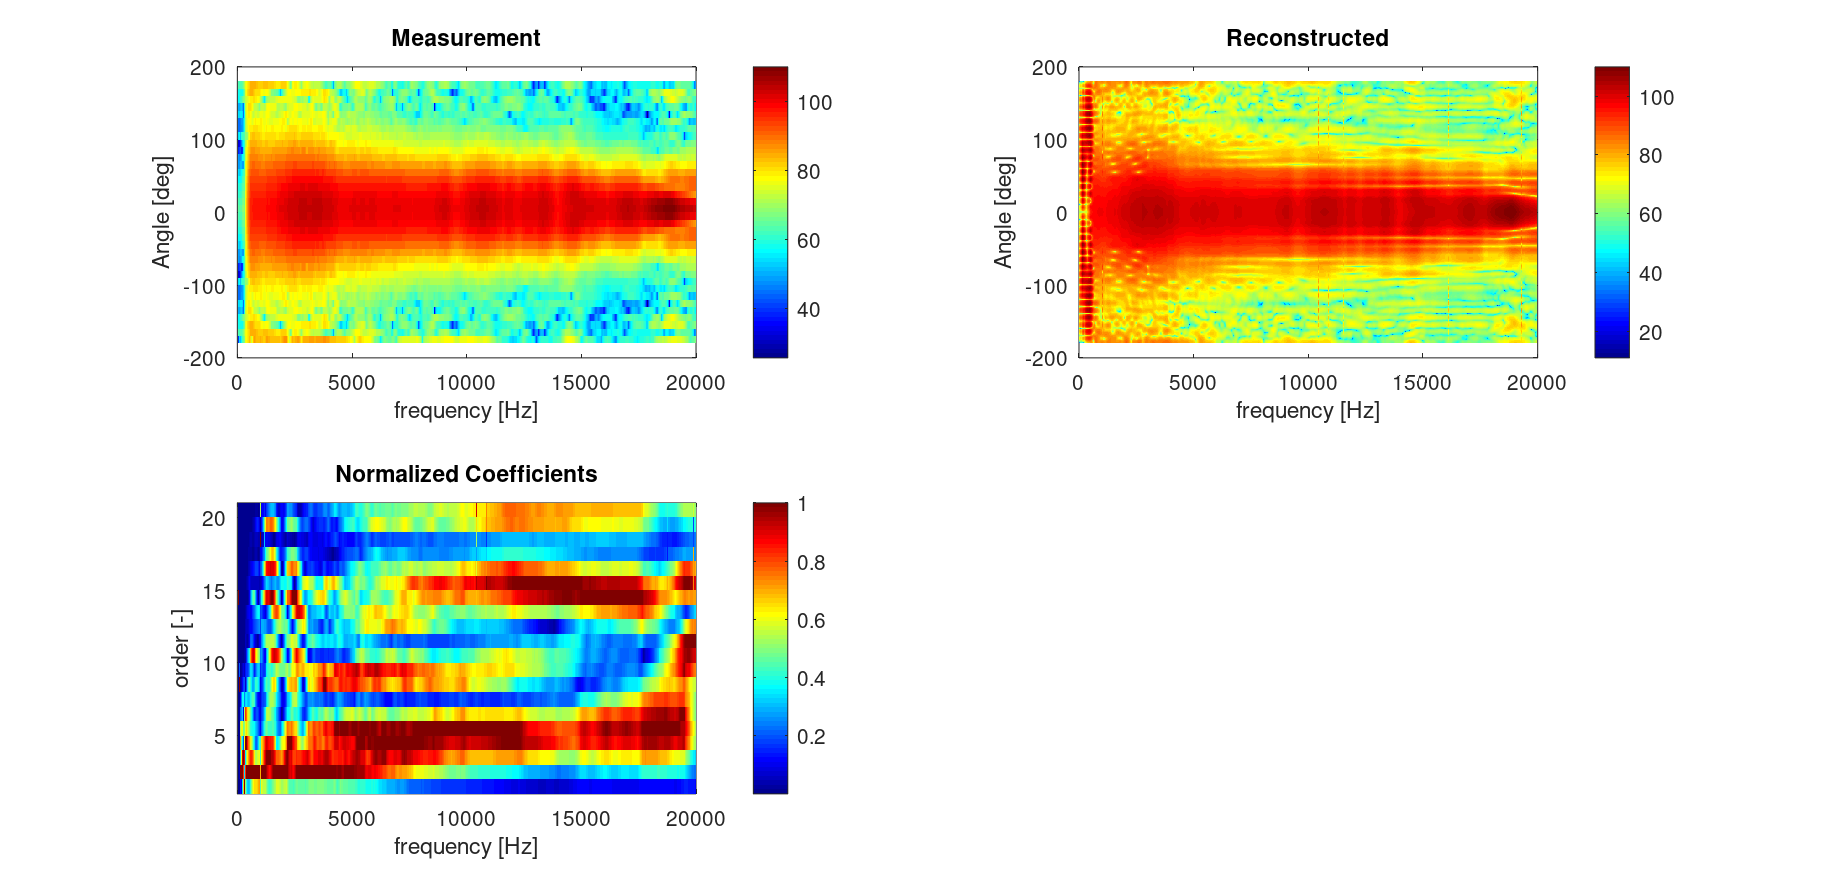 Measurement
Angle [deg]
200
100
0
-100
-200
0 5000 10000 15000 20000
frequency [Hz]
100
80
60
40
Reconstructed
Angle [deg]
200
100
0
-100
-200
0 5000 10000 15000 20000
frequency [Hz]
100
80
60
40
20
Normalized Coefficients
order [-]
20
15
10
5
0 5000 10000 15000 20000
frequency [Hz]
1
0.8
0.6
0.4
0.2